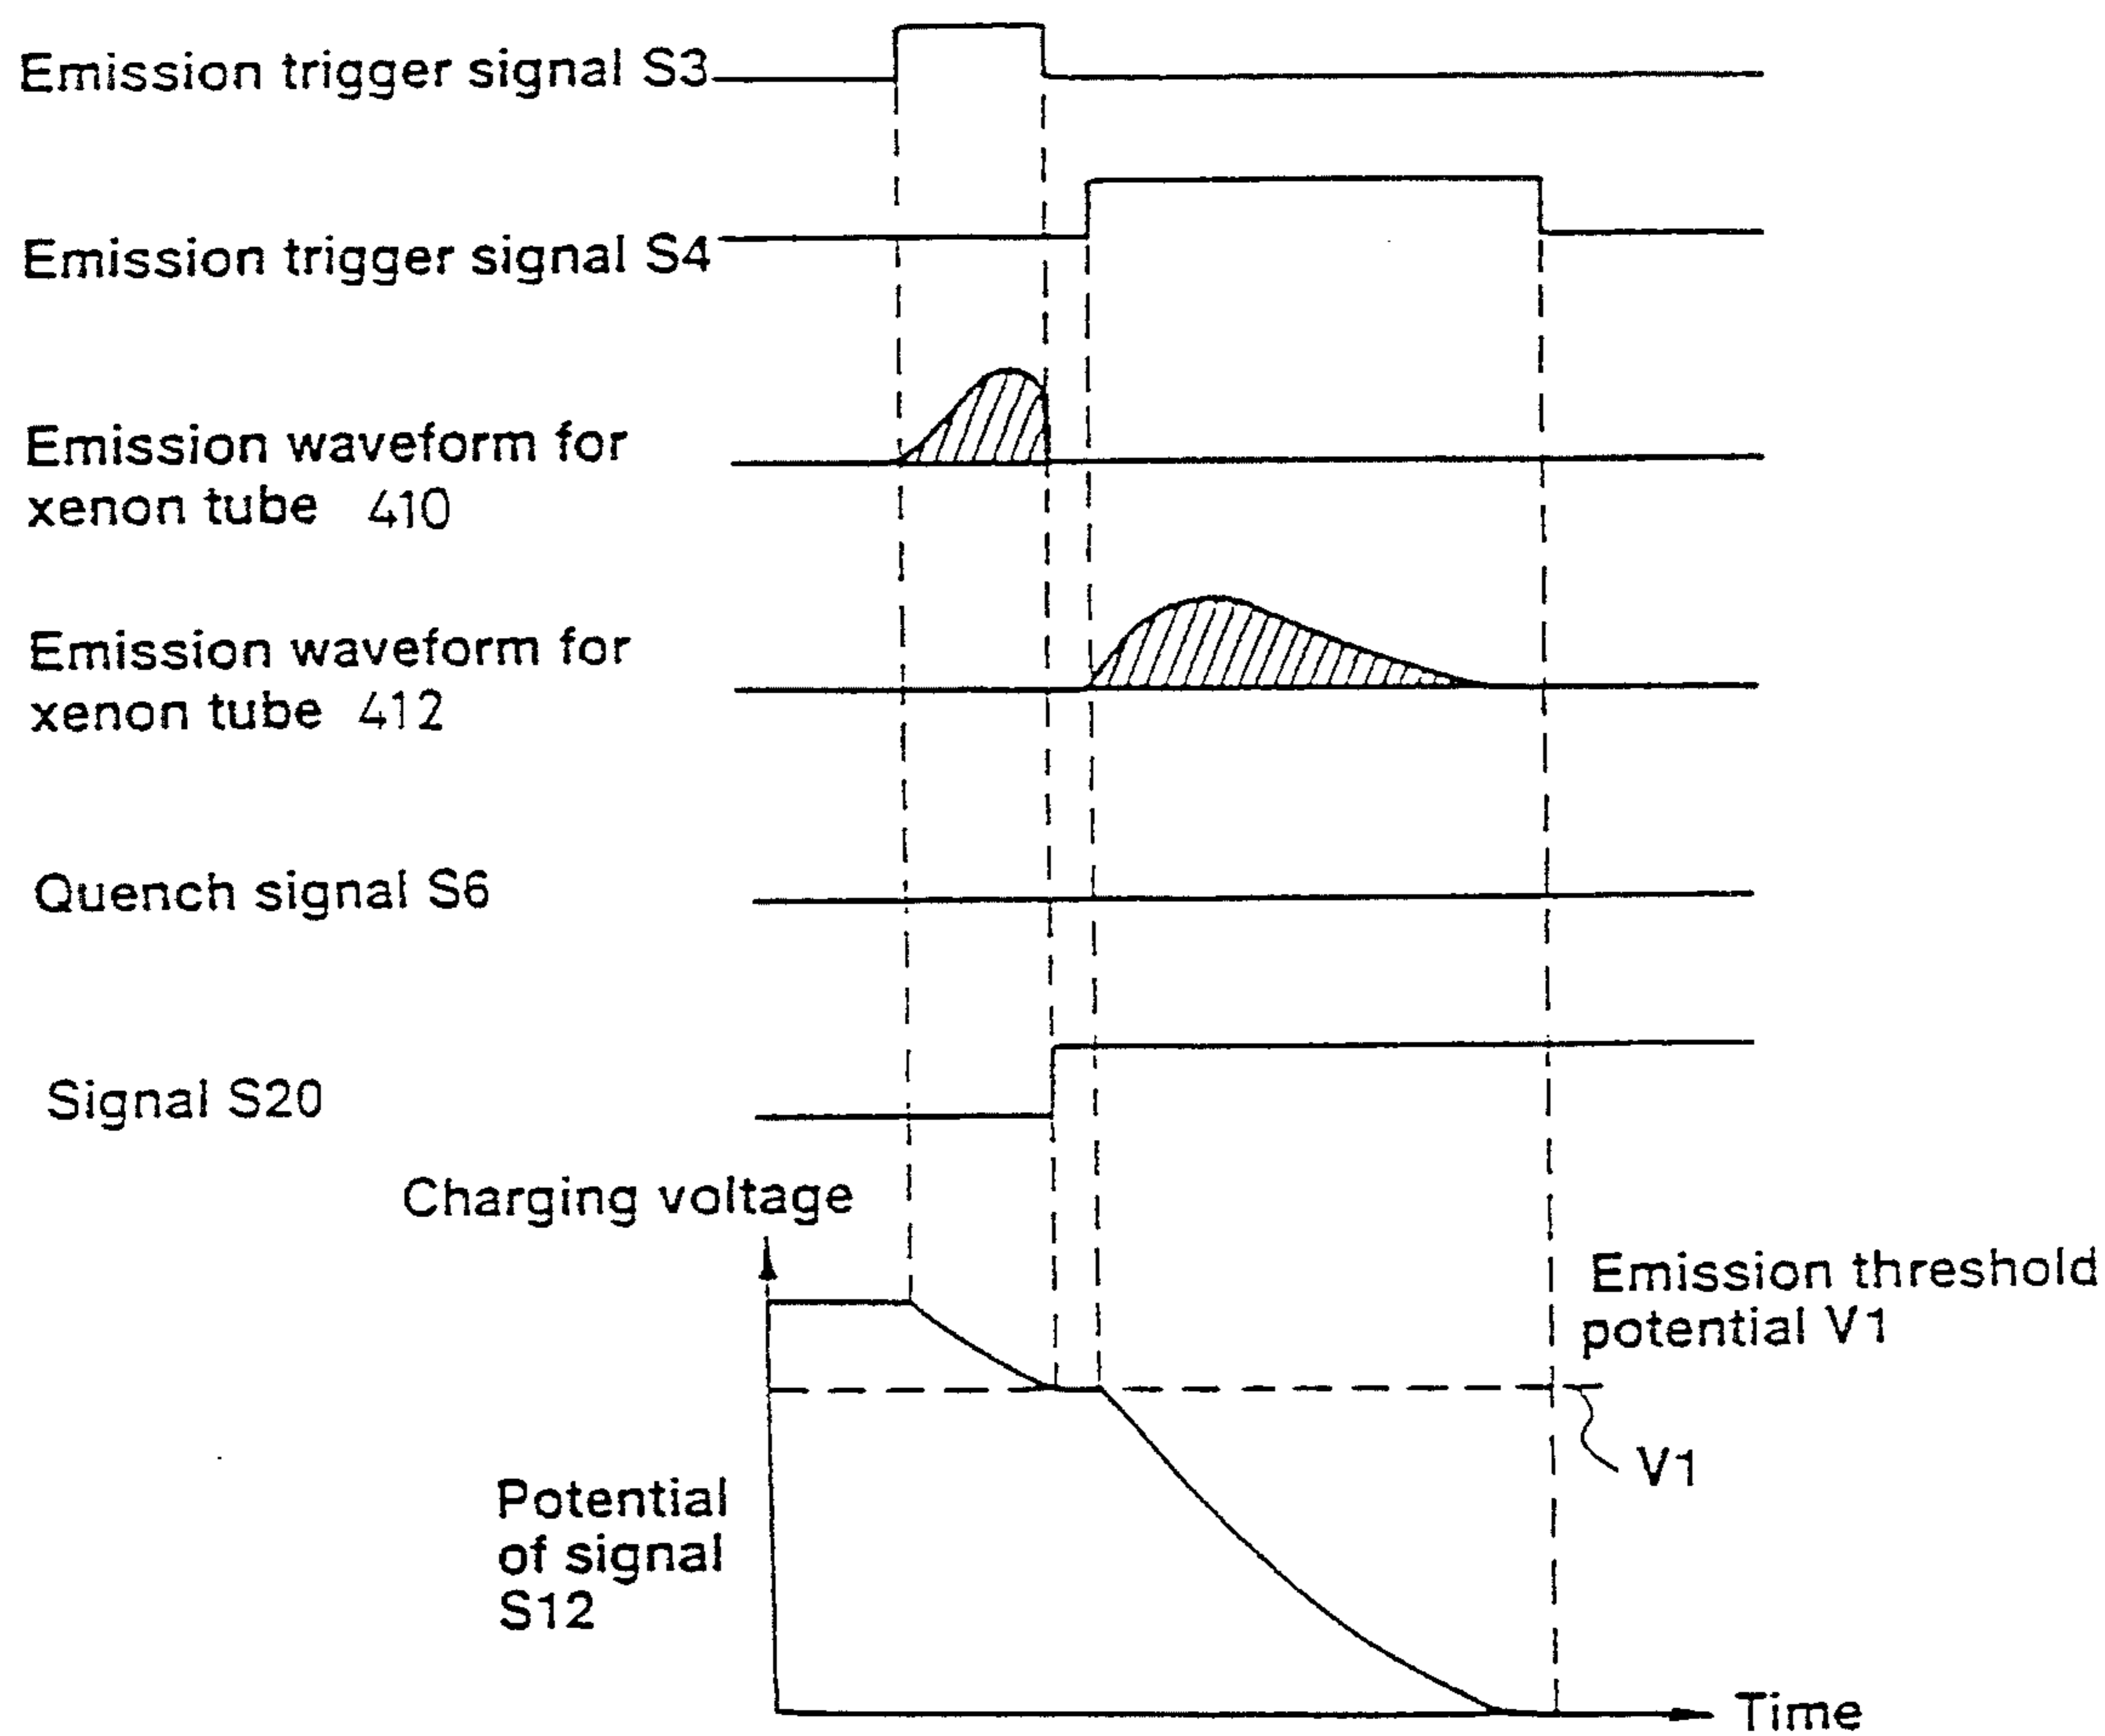 Emission trigger signal S3
Emission trigger signal S4
Emission waveform for
xenon tube 410
Emission waveform for
xenon tube 412
Quench signal S6
Signal S20
Charging voltage
Emission threshold
potential V1
V1
Potential
of signal
S12
Time